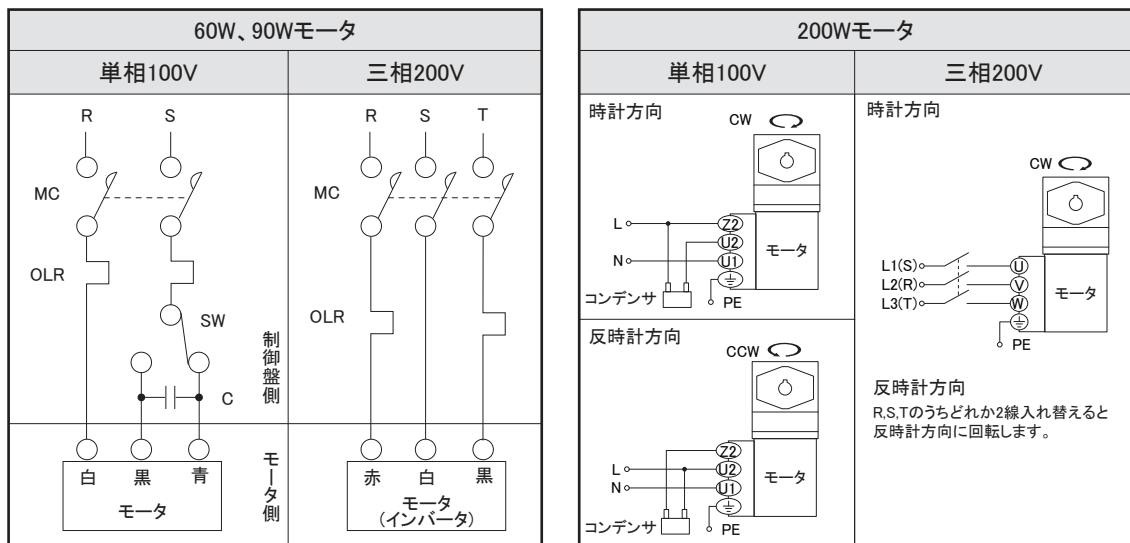 60W、90Wモータ
単相100V
三相200V
R S
MC
OLR
SW
C
制御盤側
白 黒 青
モータ
モータ側
R S T
MC
OLR
赤 白 黒
モータ
(インバータ)
200Wモータ
単相100V
三相200V
時計方向
CW
L
N
Z2
U2
U1
モータ
コンデンサ
PE
反時計方向
CCW
L
N
Z2
U2
U1
モータ
コンデンサ
PE
時計方向
CW
L1(S)
L2(R)
L3(T)
U
V
W
モータ
PE
反時計方向
R,S,Tのうちどれか2線入れ替えると
反時計方向に回転します。